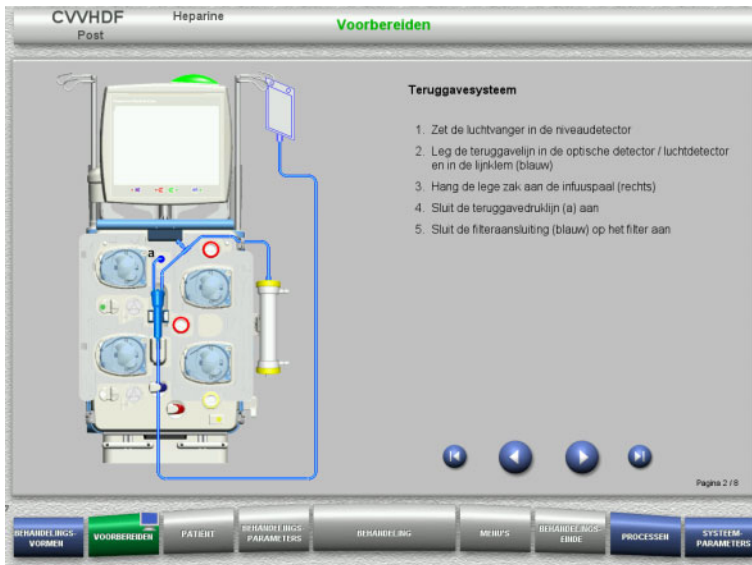 CVVHDF
Post
Heparine
Voorbereiden
Teruggavesysteem
1. Zet de luchtvanger in de niveaudetector
2. Leg de teruggavelijn in de optische detector / luchtdetector
en in de lijnklem (blauw)
3. Hang de lege zak aan de infuuspaal (rechts)
4. Sluit de teruggavedruklijn (a) aan
5. Sluit de filteraansluiting (blauw) op het filter aan
a
Pagina 2 / 8
BEHANDELINGS-
VORMEN
VOORBEREIDEN
PATIËNT
BEHANDELINGS-
PARAMETERS
BEHANDELING
MENU'S
BEHANDELINGS-
EINDE
PROCESSEN
SYSTEEM-
PARAMETERS